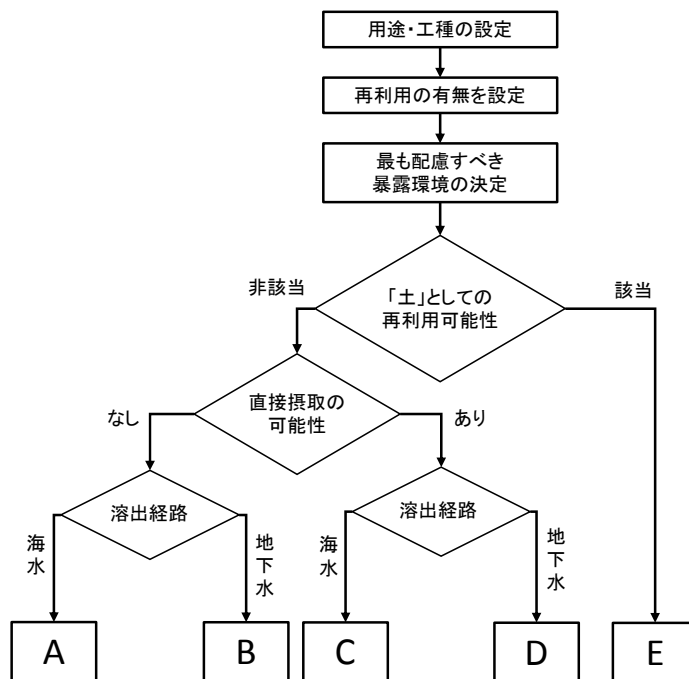 用途・工種の設定
再利用の有無を設定
最も配慮すべき
暴露環境の決定
「土」としての
再利用可能性
非該当
該当
直接摂取の
可能性
なし
あり
溶出経路
溶出経路
海水
地下水
海水
地下水
A
B
C
D
E